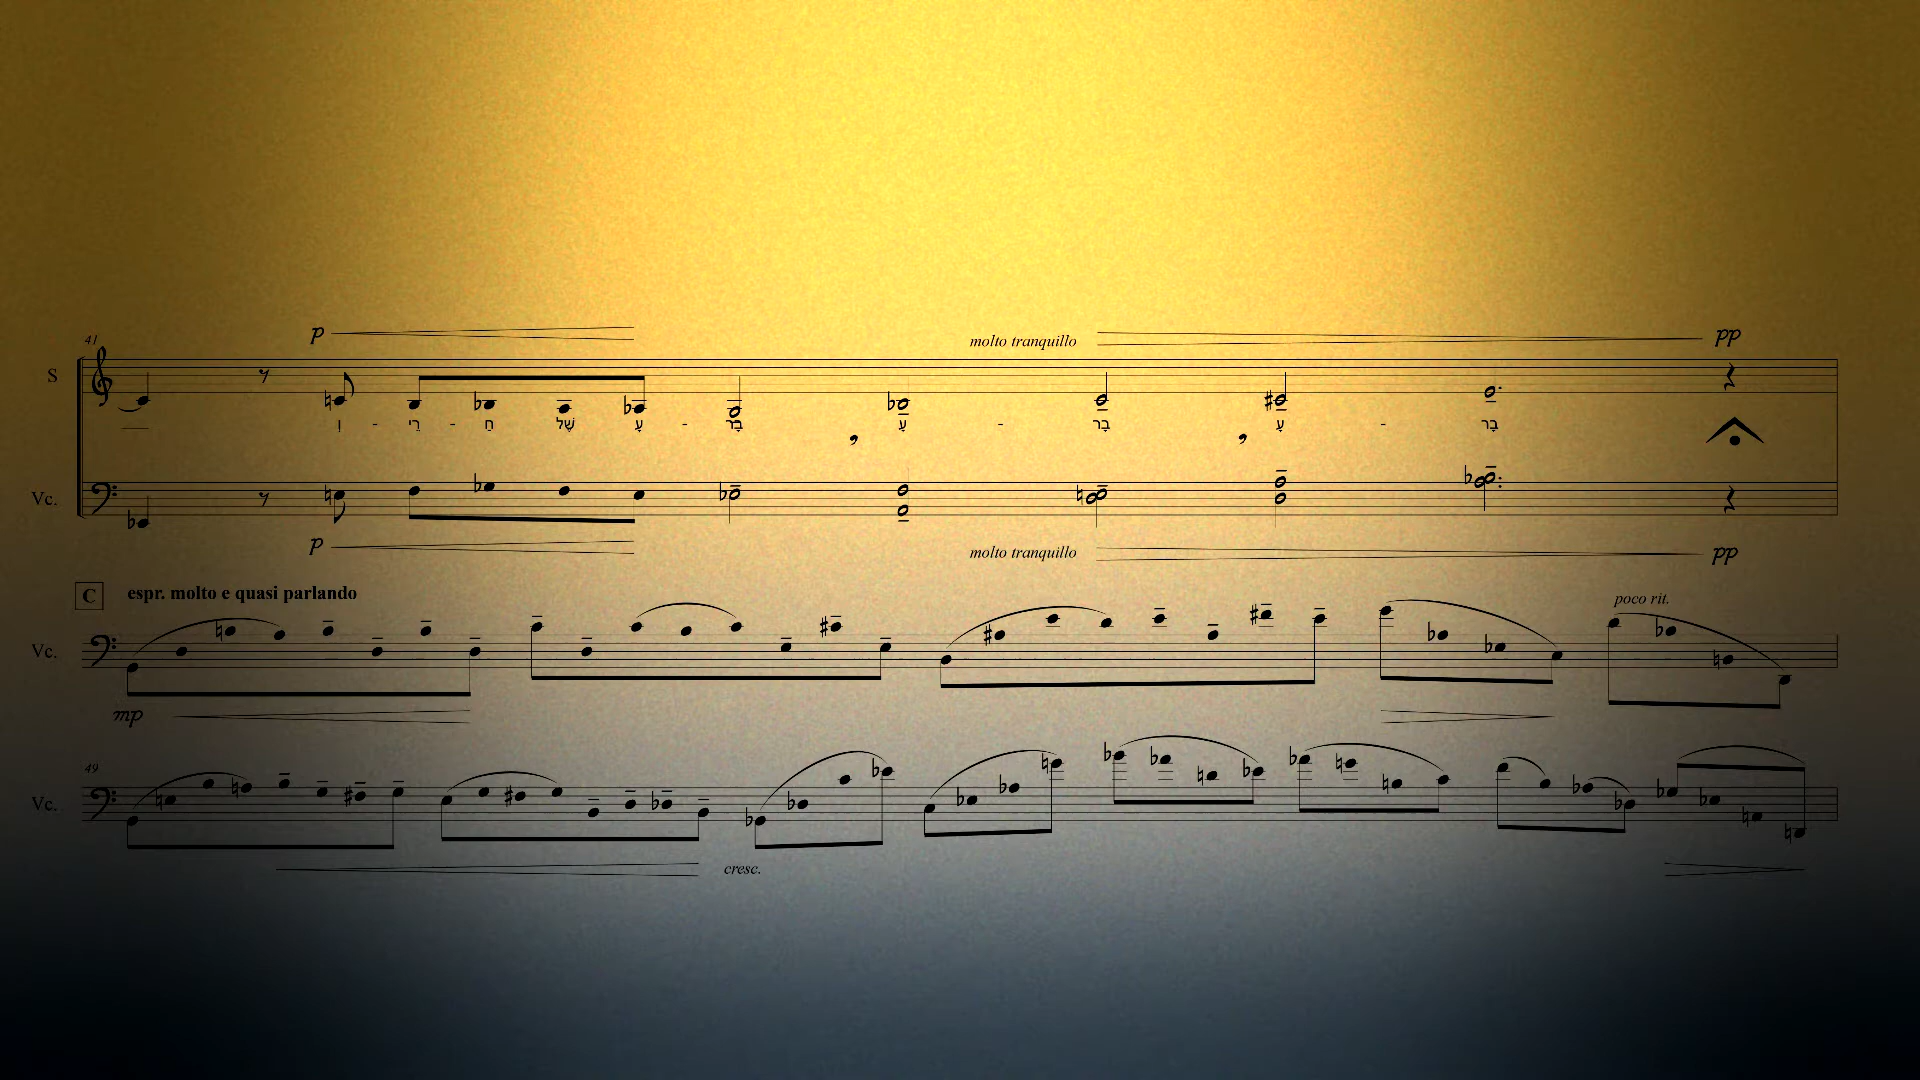 p molto tranquillo pp
41
S
וְ - רֵי - חַ שֶׁל עָ - בָּר עָ - בָר עָ - בָר
Vc.
p molto tranquillo pp
C espr. molto e quasi parlando poco rit.
Vc.
mp
49
Vc.
cresc.